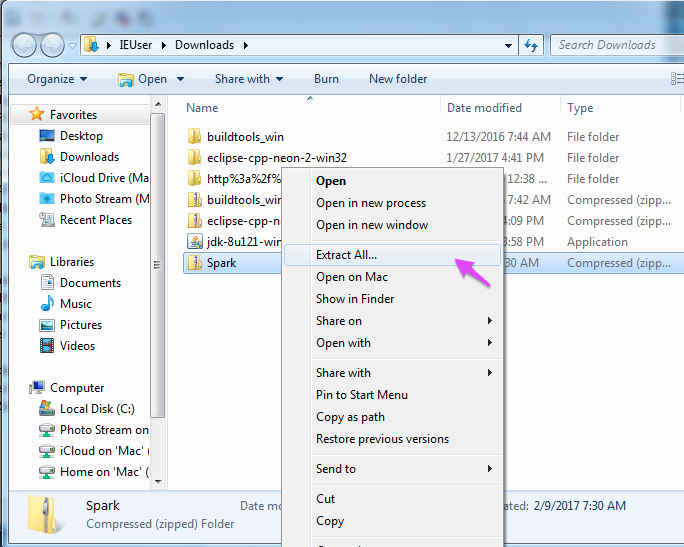 IEUser Downloads Search Downloads
Organize Open Share with Burn New folder
Favorites
Desktop
Downloads
iCloud Drive (Ma
Photo Stream (M
Recent Places
Libraries
Documents
Music
Pictures
Videos
Computer
Local Disk (C:)
Photo Stream on
iCloud on 'Mac' (
Home on 'Mac' (
Name Date modified Type
buildtools_win 12/13/2016 7:44 AM File folder
eclipse-cpp-neon-2-win32 1/27/2017 4:41 PM File folder
http%3a%2f% 12:38 ... File folder
buildtools_wi 7:42 AM Compressed (zipp...
eclipse-cpp-n 4:09 PM Compressed (zipp...
jdk-8u121-win 3:58 PM Application
Spark :30 AM Compressed (zipp...
Open
Open in new process
Open in new window
Extract All...
Open on Mac
Show in Finder
Share on
Open with
Share with
Pin to Start Menu
Copy as path
Restore previous versions
Send to
Cut
Copy
Spark Date mo ated: 2/9/2017 7:30 AM
Compressed (zipped) Folder